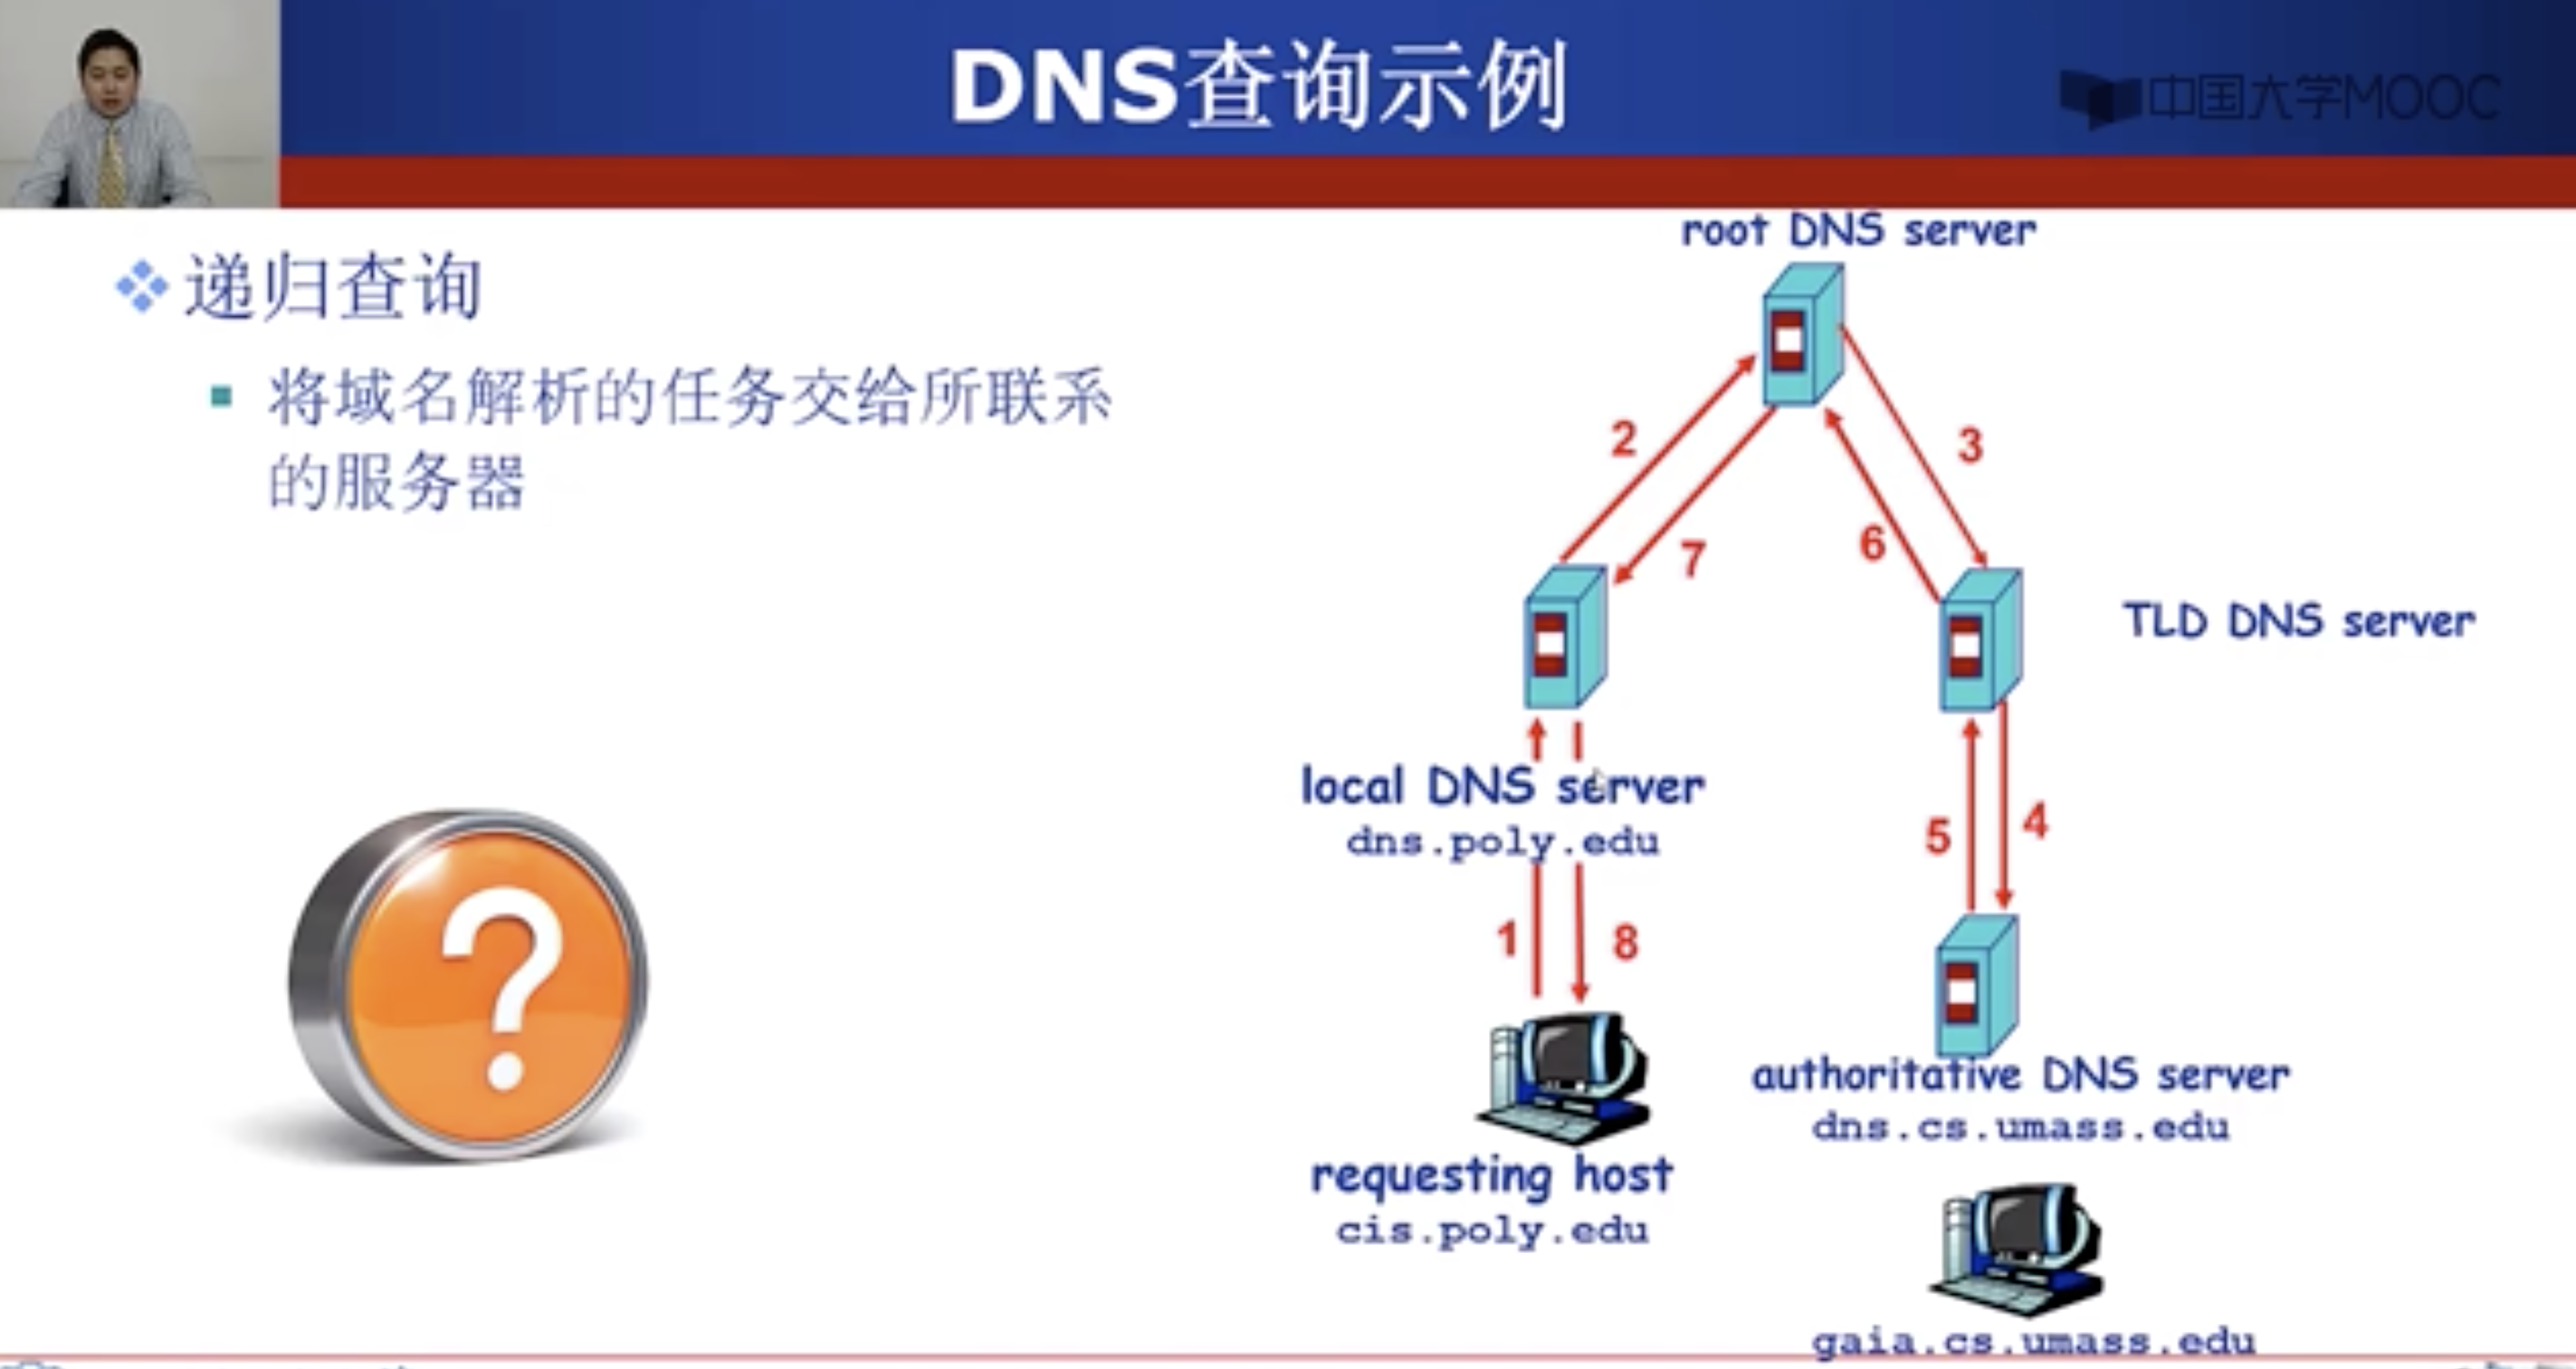 DNS查询示例
中国大学MOOC
递归查询
将域名解析的任务交给所联系
的服务器
root DNS server
2
3
7
6
TLD DNS server
local DNS server
dns.poly.edu
5
4
1
8
authoritative DNS server
dns.cs.umass.edu
requesting host
cis.poly.edu
gaia.cs.umass.edu